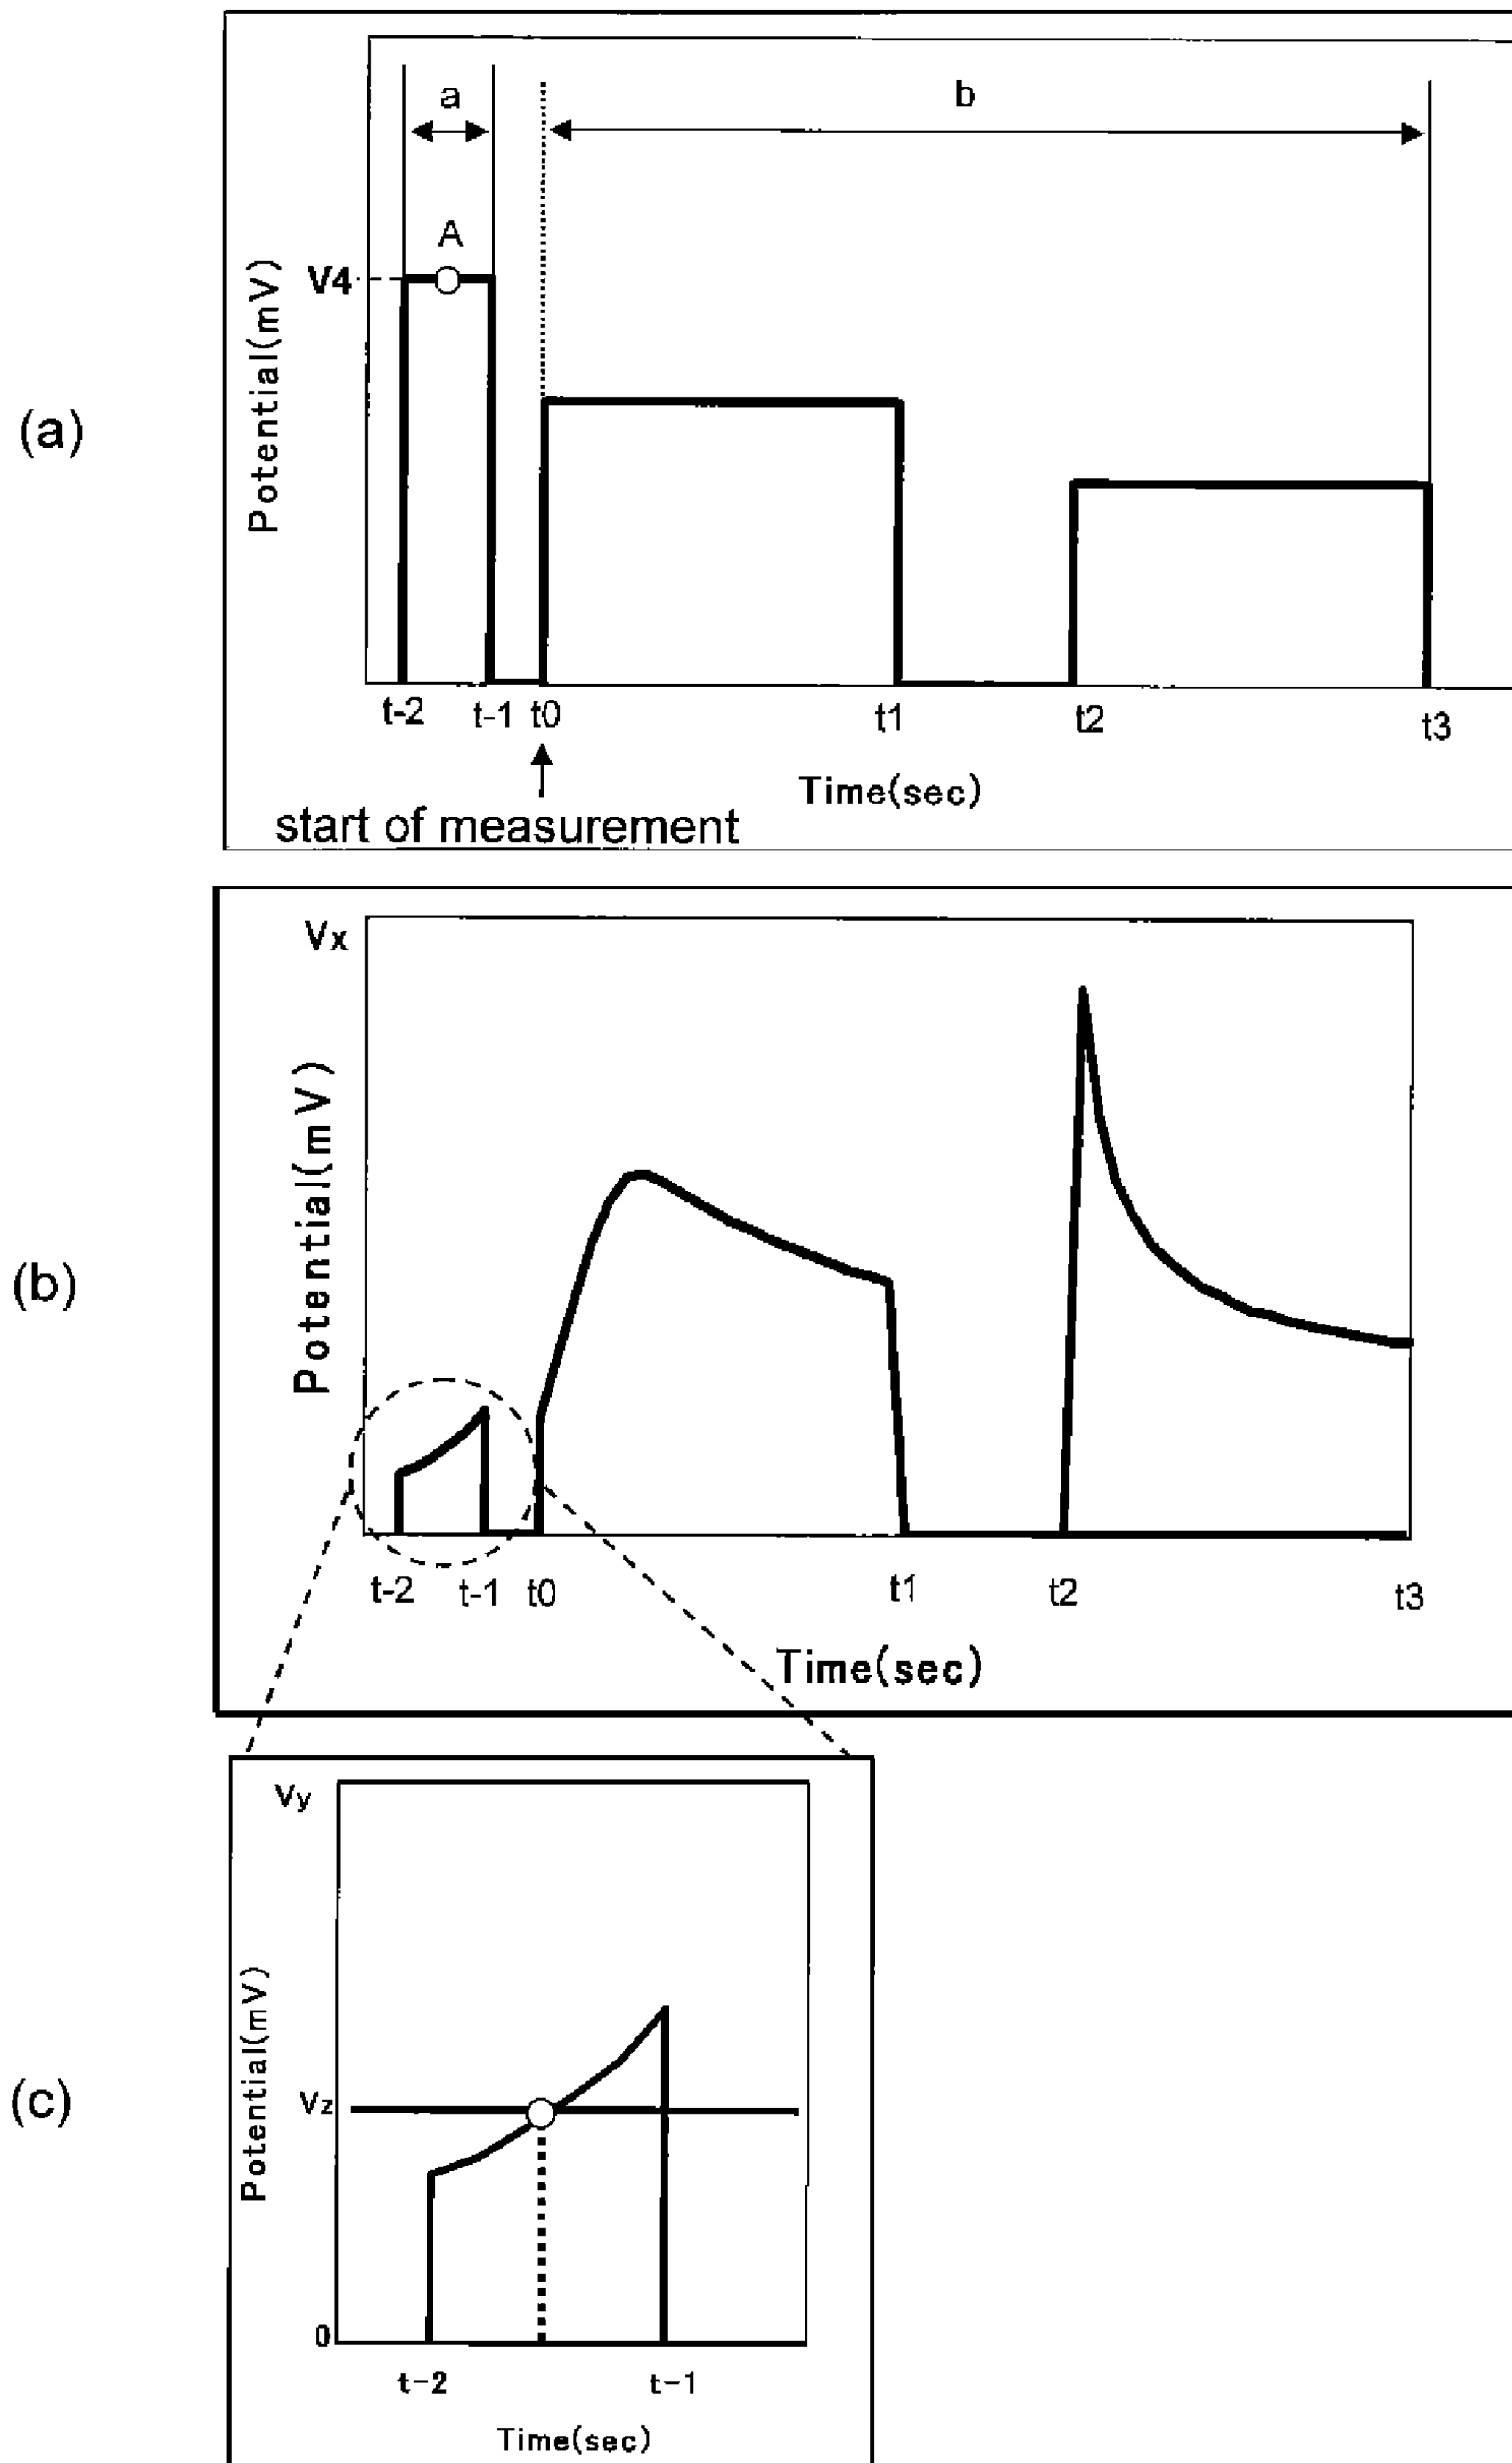 (a)
a
b
A
V4
Potential(mV)
t-2
t-1
t0
t1
t2
t3
Time(sec)
start of measurement
(b)
Vx
Potential(mV)
t-2
t-1
t0
t1
t2
t3
Time(sec)
(c)
Vy
Potential(mV)
Vz
0
t-2
t-1
Time(sec)